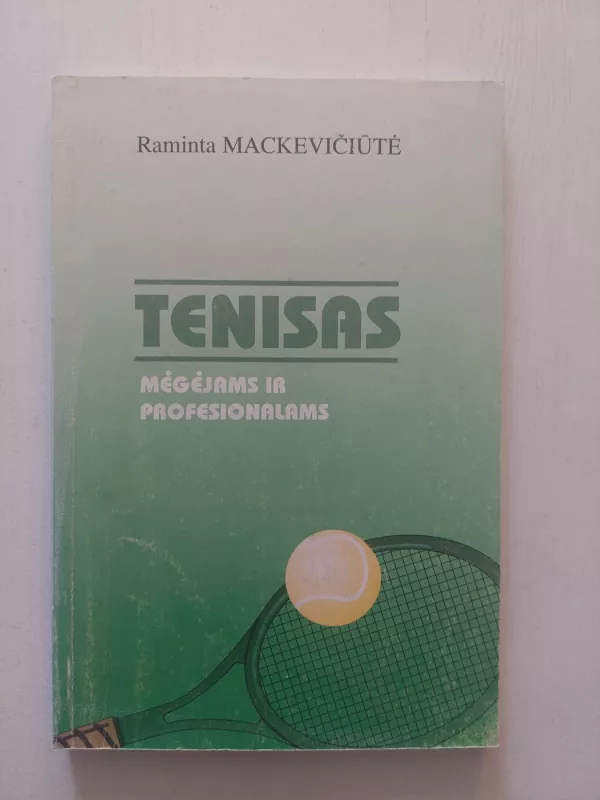 Raminta MACKEVIČIŪTĖ
TENISAS
MĖGĖJAMS IR
PROFESIONALAMS